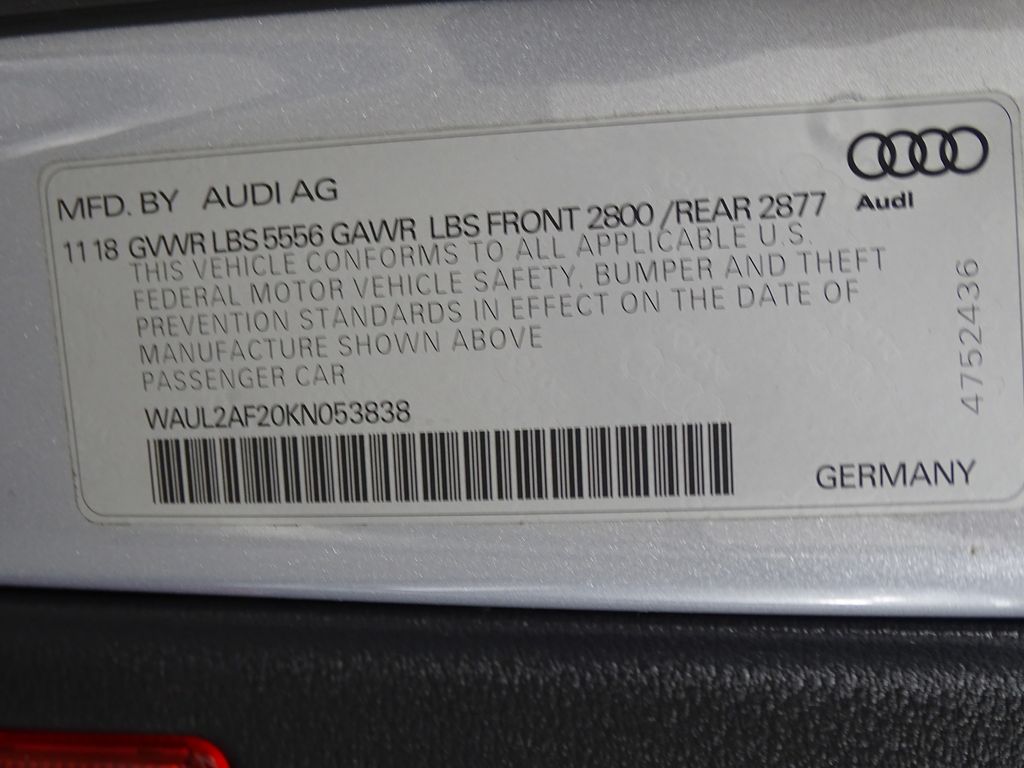 MFD. BY AUDI AG
Audi
11 18 GVWR LBS 5556 GAWR LBS FRONT 2800 /REAR 2877
THIS VEHICLE CONFORMS TO ALL APPLICABLE U.S.
FEDERAL MOTOR VEHICLE SAFETY, BUMPER AND THEFT
PREVENTION STANDARDS IN EFFECT ON THE DATE OF
MANUFACTURE SHOWN ABOVE
PASSENGER CAR
WAUL2AF20KN053838
GERMANY
4752436